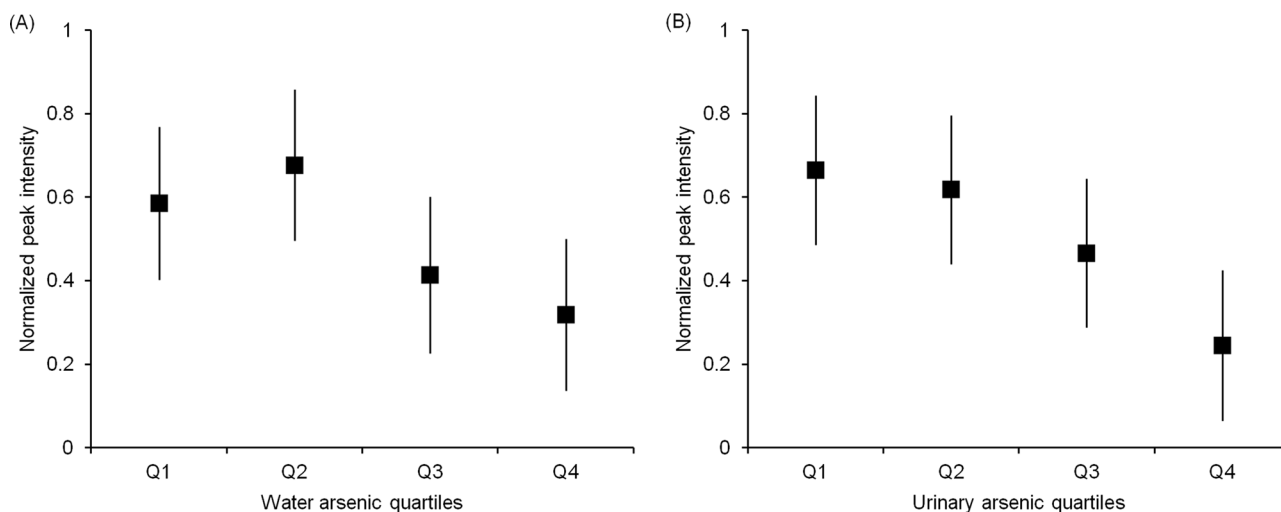 (A)
Normalized peak intensity
1
0.8
0.6
0.4
0.2
0
Q1 Q2 Q3 Q4
Water arsenic quartiles
(B)
Normalized peak intensity
1
0.8
0.6
0.4
0.2
0
Q1 Q2 Q3 Q4
Urinary arsenic quartiles